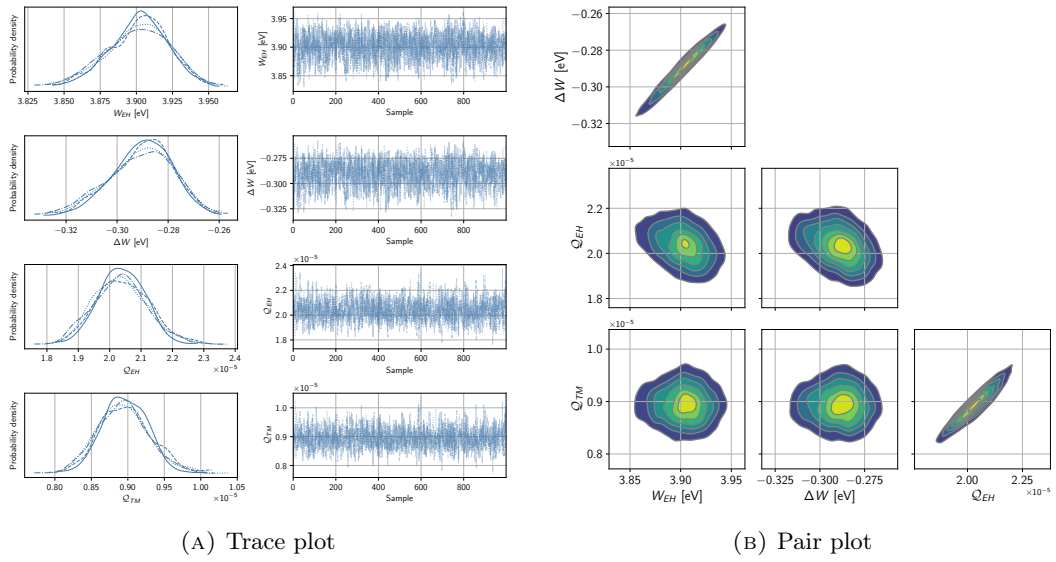 Probability density
3.825 3.850 3.875 3.900 3.925 3.950
W_EH [eV]
W_EH [eV]
3.95
3.90
3.85
0 200 400 600 800
Sample
Probability density
−0.32 −0.30 −0.28 −0.26
ΔW [eV]
ΔW [eV]
−0.275
−0.300
−0.325
0 200 400 600 800
Sample
Probability density
1.8 1.9 2.0 2.1 2.2 2.3 2.4
×10⁻⁵
Q_EH
×10⁻⁵
Q_EH
2.4
2.2
2.0
1.8
0 200 400 600 800
Sample
Probability density
0.80 0.85 0.90 0.95 1.00 1.05
×10⁻⁵
Q_TM
×10⁻⁵
Q_TM
1.0
0.9
0.8
0 200 400 600 800
Sample
(A) Trace plot
ΔW [eV]
−0.26
−0.28
−0.30
−0.32
×10⁻⁵
Q_EH
2.2
2.0
1.8
×10⁻⁵
Q_TM
1.0
0.9
0.8
3.85 3.90 3.95
W_EH [eV]
−0.325 −0.300 −0.275
ΔW [eV]
2.00 2.25
×10⁻⁵
Q_EH
(B) Pair plot